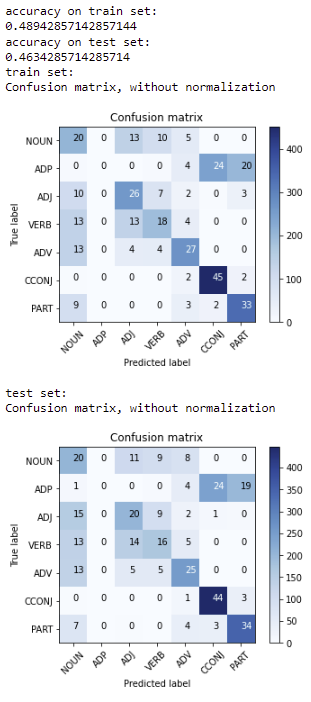 accuracy on train set:
0.48942857142857144
accuracy on test set:
0.4634285714285714
train set:
Confusion matrix, without normalization
Confusion matrix
True label
NOUN 20 0 13 10 5 0 0
ADP 0 0 0 0 4 24 20
ADJ 10 0 26 7 2 0 3
VERB 13 0 13 18 4 0 0
ADV 13 0 4 4 27 0 0
CCONJ 0 0 0 0 2 45 2
PART 9 0 0 0 3 2 33
NOUN ADP ADJ VERB ADV CCONJ PART
Predicted label
400
300
200
100
0
test set:
Confusion matrix, without normalization
Confusion matrix
True label
NOUN 20 0 11 9 8 0 0
ADP 1 0 0 0 4 24 19
ADJ 15 0 20 9 2 1 0
VERB 13 0 14 16 5 0 0
ADV 13 0 5 5 25 0 0
CCONJ 0 0 0 0 1 44 3
PART 7 0 0 0 4 3 34
NOUN ADP ADJ VERB ADV CCONJ PART
Predicted label
400
350
300
250
200
150
100
50
0